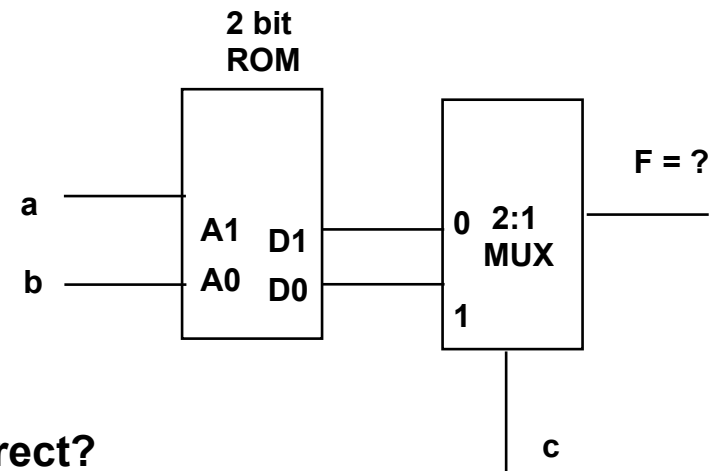 2 bit
ROM
F = ?
a
A1 D1
0 2:1
MUX
b
A0 D0
1
c
rect?